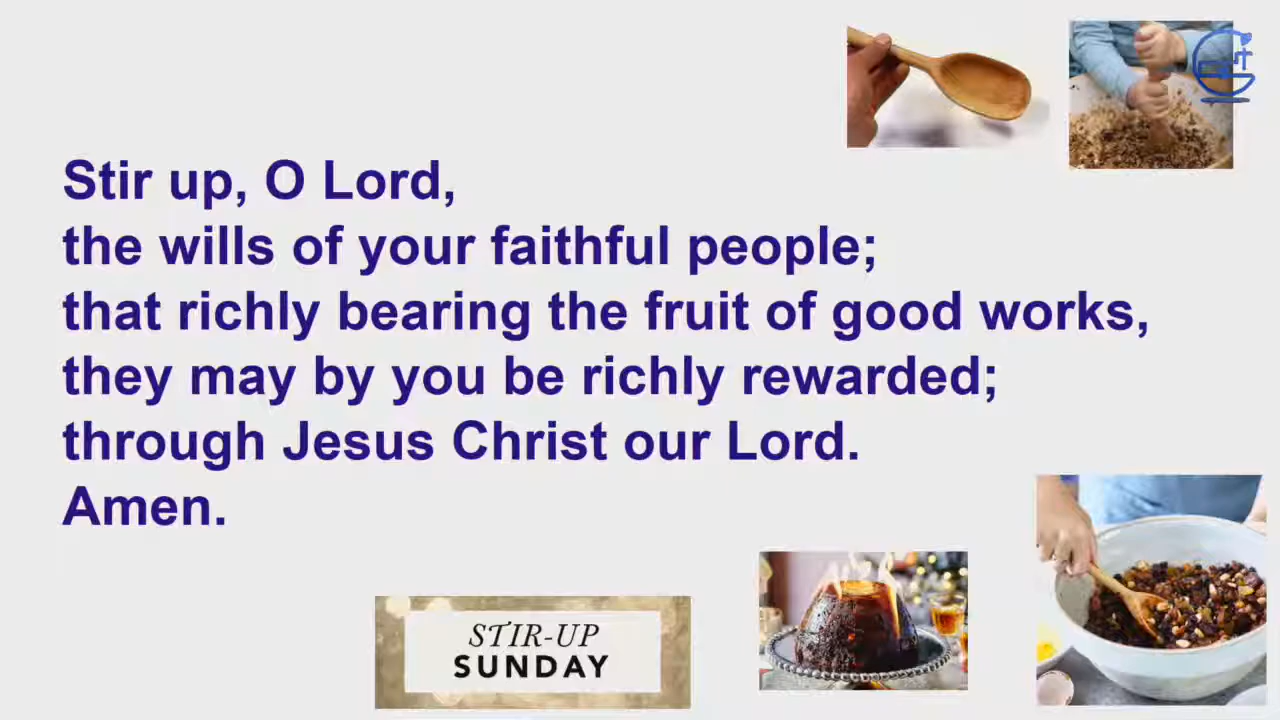 Stir up, O Lord,
the wills of your faithful people;
that richly bearing the fruit of good works,
they may by you be richly rewarded;
through Jesus Christ our Lord.
Amen.
STIR-UP
SUNDAY